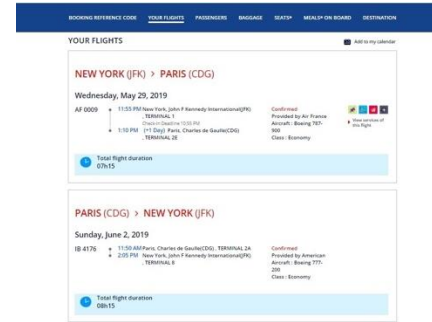 BOOKING REFERENCE CODE YOUR FLIGHTS PASSENGERS BAGGAGE SEATS* MEALS* ON BOARD DESTINATION
YOUR FLIGHTS
Add to my calendar
NEW YORK (JFK) > PARIS (CDG)
Wednesday, May 29, 2019
AF 0009
11:55 PM New York, John F Kennedy International(JFK)
, TERMINAL 1
Check-in Deadline 10:55 PM
1:10 PM (+1 Day) Paris, Charles de Gaulle(CDG)
, TERMINAL 2E
Confirmed
Provided by Air France
Aircraft : Boeing 787-
900
Class : Economy
View services of
this flight
Total flight duration
07h15
PARIS (CDG) > NEW YORK (JFK)
Sunday, June 2, 2019
IB 4176
11:50 AM Paris, Charles de Gaulle(CDG) , TERMINAL 2A
2:05 PM New York, John F Kennedy International(JFK)
, TERMINAL 8
Confirmed
Provided by American
Aircraft : Boeing 777-
200
Class : Economy
Total flight duration
08h15